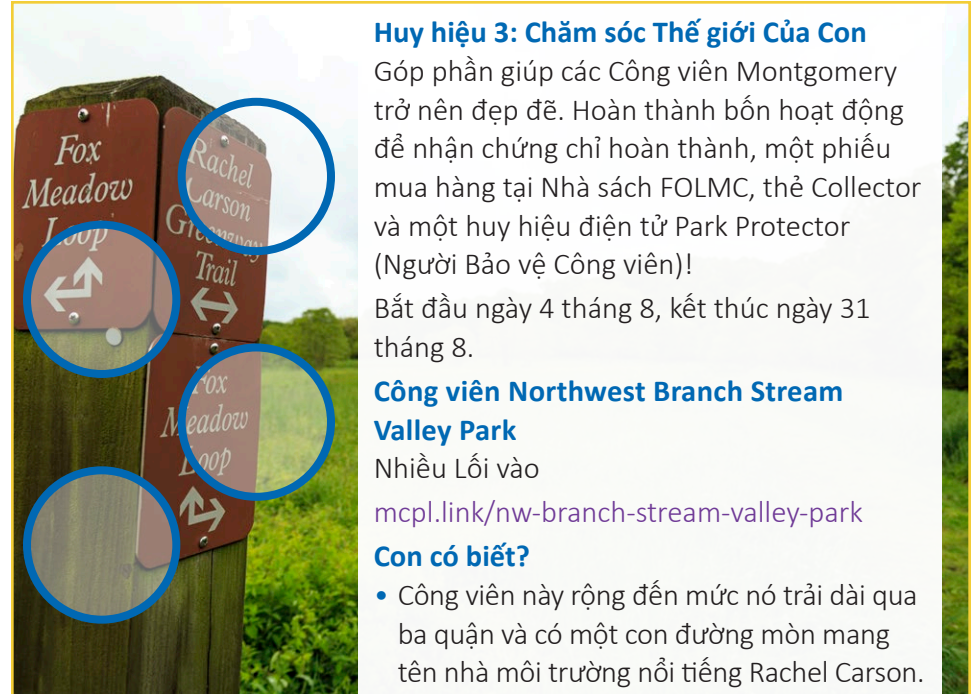 Fox
Meadow
Loop
Rachel
Carson
Greenway
Trail
Fox
Meadow
Loop
Huy hiệu 3: Chăm sóc Thế giới Của Con
Góp phần giúp các Công viên Montgomery
trở nên đẹp đẽ. Hoàn thành bốn hoạt động
để nhận chứng chỉ hoàn thành, một phiếu
mua hàng tại Nhà sách FOLMC, thẻ Collector
và một huy hiệu điện tử Park Protector
(Người Bảo vệ Công viên)!
Bắt đầu ngày 4 tháng 8, kết thúc ngày 31
tháng 8.
Công viên Northwest Branch Stream
Valley Park
Nhiều Lối vào
mcpl.link/nw-branch-stream-valley-park
Con có biết?
• Công viên này rộng đến mức nó trải dài qua
ba quận và có một con đường mòn mang
tên nhà môi trường nổi tiếng Rachel Carson.